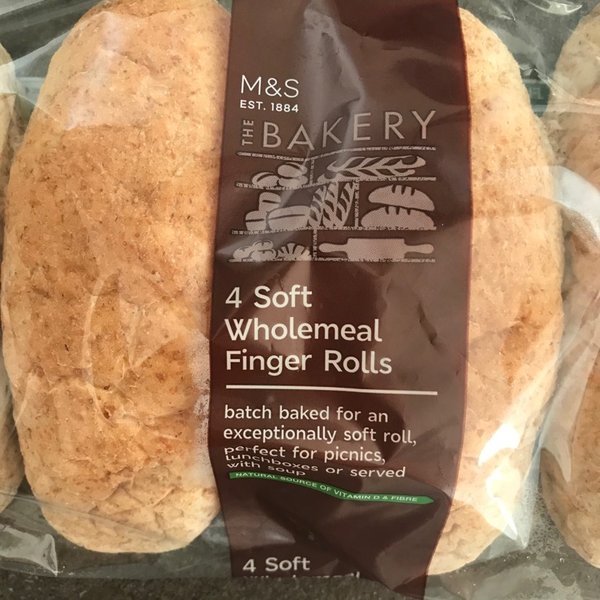 M&S
EST. 1884
THE BAKERY
4 Soft
Wholemeal
Finger Rolls
batch baked for an
exceptionally soft roll,
perfect for picnics,
lunchboxes or served
with soup
NATURAL SOURCE OF VITAMIN D & FIBRE
4 Soft
Wholemeal